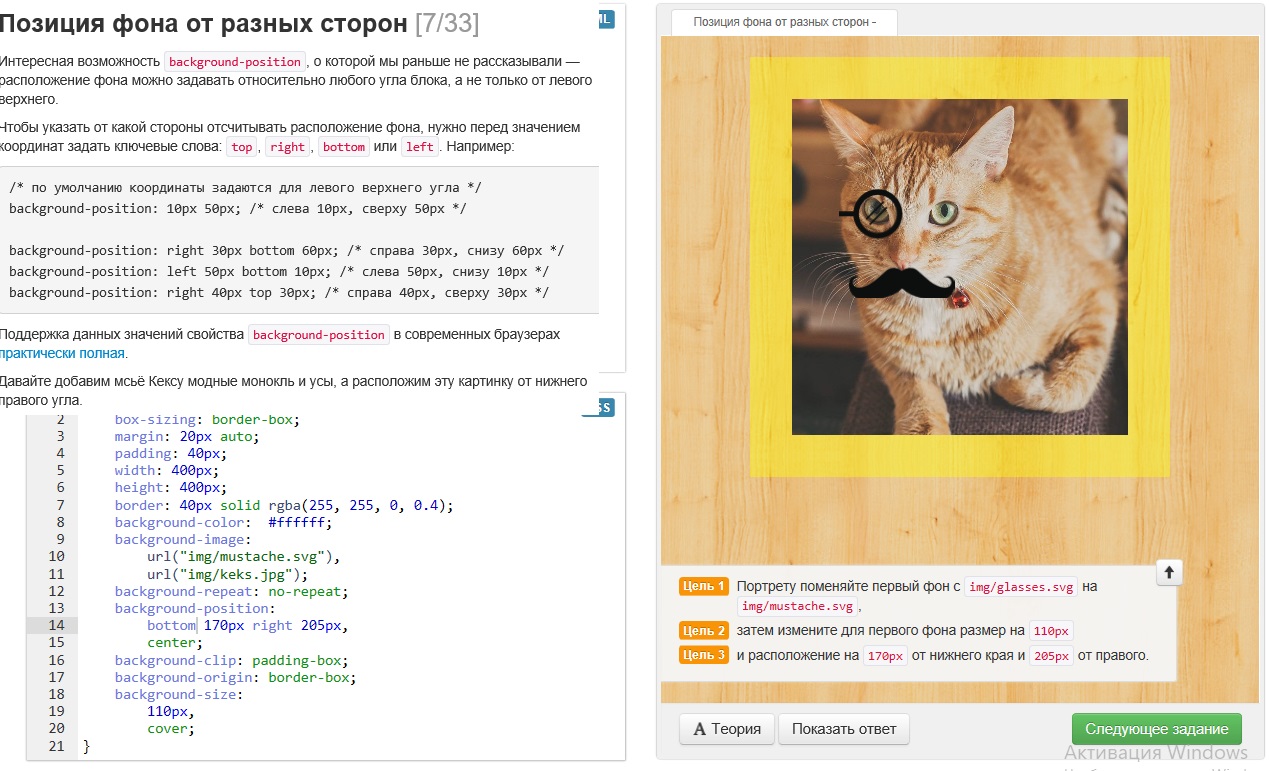 Позиция фона от разных сторон [7/33]
Интересная возможность background-position, о которой мы раньше не рассказывали —
расположение фона можно задавать относительно любого угла блока, а не только от левого
верхнего.
Чтобы указать от какой стороны отсчитывать расположение фона, нужно перед значением
координат задать ключевые слова: top, right, bottom или left. Например:
/* по умолчанию координаты задаются для левого верхнего угла */
background-position: 10px 50px; /* слева 10px, сверху 50px */
background-position: right 30px bottom 60px; /* справа 30px, снизу 60px */
background-position: left 50px bottom 10px; /* слева 50px, снизу 10px */
background-position: right 40px top 30px; /* справа 40px, сверху 30px */
Поддержка данных значений свойства background-position в современных браузерах
практически полная.
Давайте добавим мсьё Кексу модные монокль и усы, а расположим эту картинку от нижнего
правого угла.
2 box-sizing: border-box;
3 margin: 20px auto;
4 padding: 40px;
5 width: 400px;
6 height: 400px;
7 border: 40px solid rgba(255, 255, 0, 0.4);
8 background-color: #ffffff;
9 background-image:
10 url("img/mustache.svg"),
11 url("img/keks.jpg");
12 background-repeat: no-repeat;
13 background-position:
14 bottom 170px right 205px,
15 center;
16 background-clip: padding-box;
17 background-origin: border-box;
18 background-size:
19 110px,
20 cover;
21 }
Позиция фона от разных сторон -
Цель 1 Портрету поменяйте первый фон с img/glasses.svg на
img/mustache.svg,
Цель 2 затем измените для первого фона размер на 110px
Цель 3 и расположение на 170px от нижнего края и 205px от правого.
A Теория
Показать ответ
Следующее задание
Активация Windows